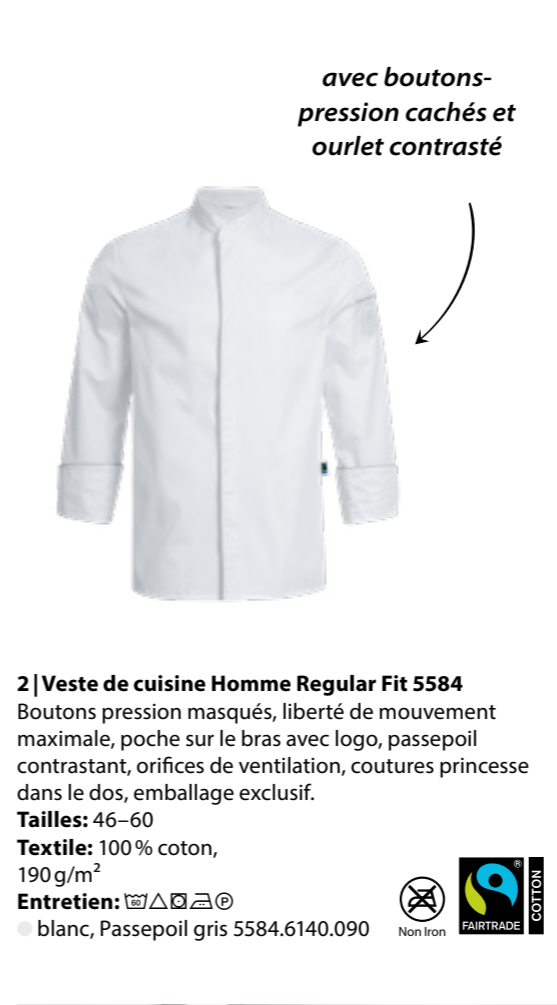 avec boutons-
pression cachés et
ourlet contrasté
2 | Veste de cuisine Homme Regular Fit 5584
Boutons pression masqués, liberté de mouvement
maximale, poche sur le bras avec logo, passepoil
contrastant, orifices de ventilation, coutures princesse
dans le dos, emballage exclusif.
Tailles: 46–60
Textile: 100 % coton,
190 g/m²
Entretien: 60 P
blanc, Passepoil gris 5584.6140.090
Non Iron
FAIRTRADE ®
COTTON